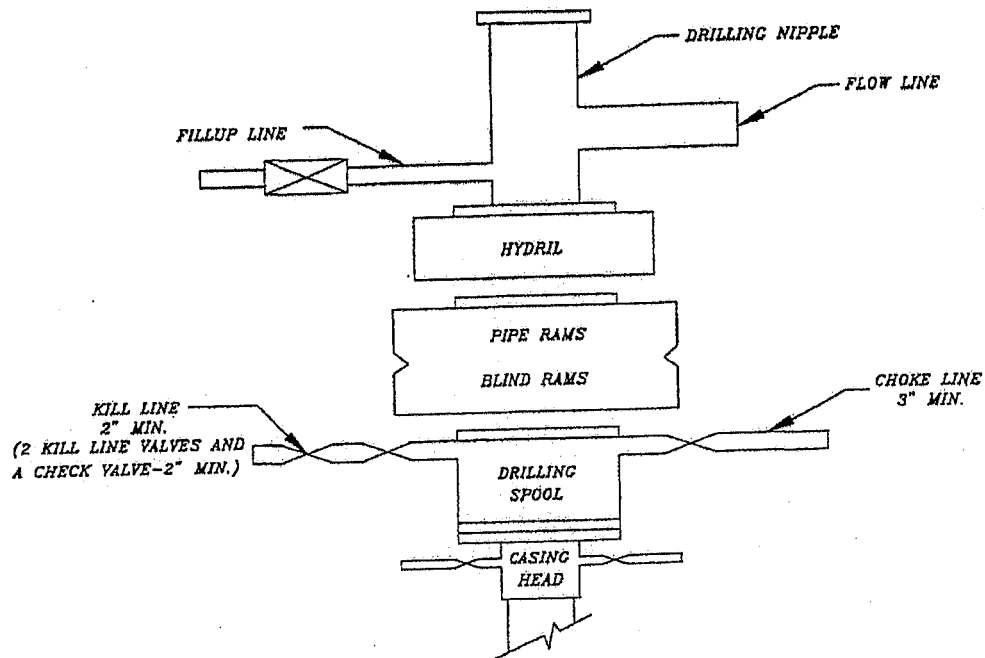 DRILLING NIPPLE
FLOW LINE
FILLUP LINE
HYDRIL
PIPE RAMS
BLIND RAMS
CHOKE LINE
3" MIN.
KILL LINE
2" MIN.
(2 KILL LINE VALVES AND
A CHECK VALVE-2" MIN.)
DRILLING
SPOOL
CASING
HEAD